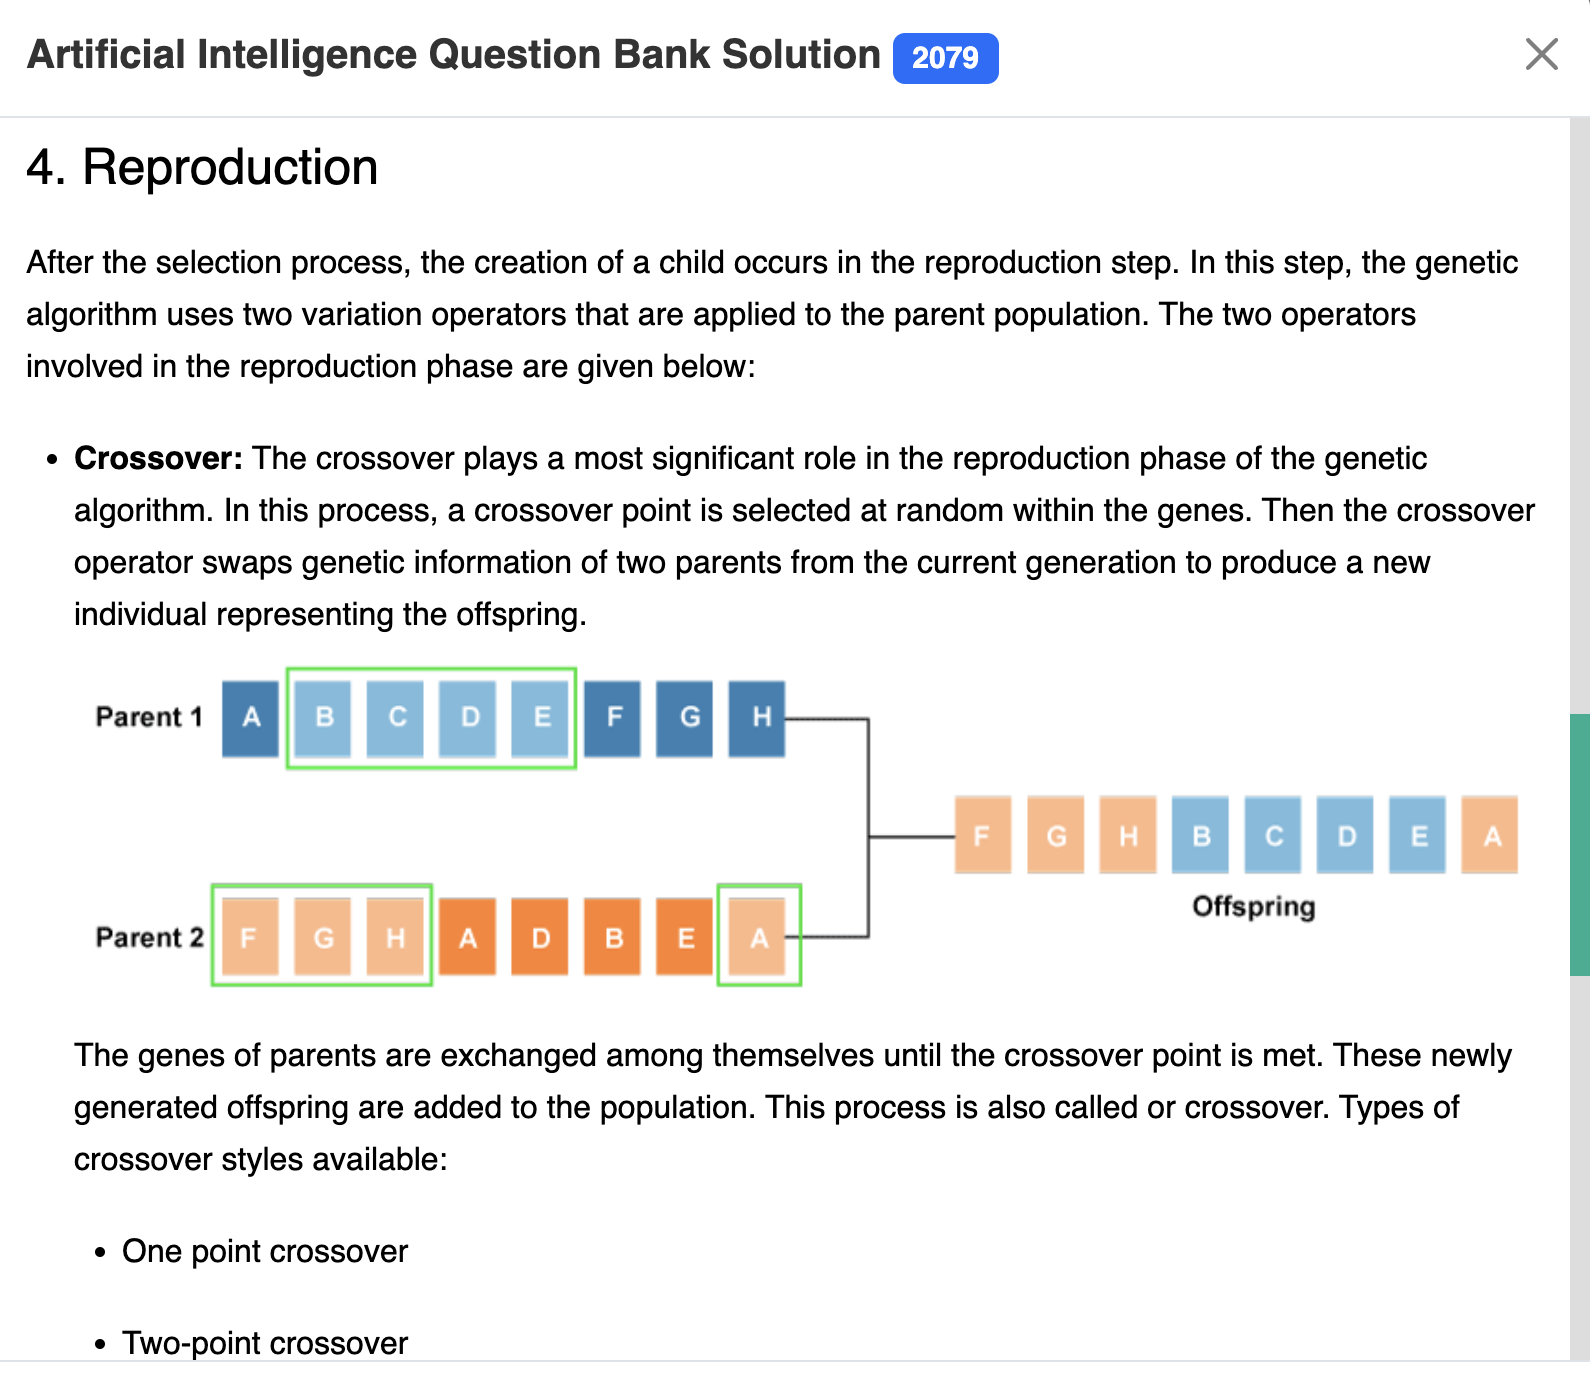 Artificial Intelligence Question Bank Solution 2079
4. Reproduction
After the selection process, the creation of a child occurs in the reproduction step. In this step, the genetic
algorithm uses two variation operators that are applied to the parent population. The two operators
involved in the reproduction phase are given below:
• Crossover: The crossover plays a most significant role in the reproduction phase of the genetic
algorithm. In this process, a crossover point is selected at random within the genes. Then the crossover
operator swaps genetic information of two parents from the current generation to produce a new
individual representing the offspring.
Parent 1 A B C D E F G H
F G H B C D E A
Offspring
Parent 2 F G H A D B E A
The genes of parents are exchanged among themselves until the crossover point is met. These newly
generated offspring are added to the population. This process is also called or crossover. Types of
crossover styles available:
• One point crossover
• Two-point crossover